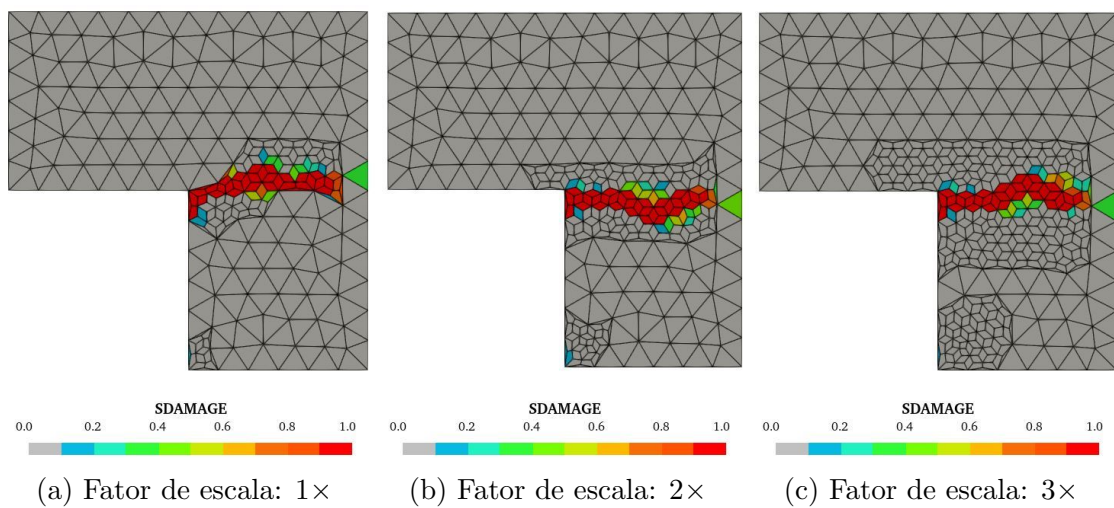 SDAMAGE SDAMAGE SDAMAGE
0.0 0.2 0.4 0.6 0.8 1.0 0.0 0.2 0.4 0.6 0.8 1.0 0.0 0.2 0.4 0.6 0.8 1.0
(a) Fator de escala: 1× (b) Fator de escala: 2× (c) Fator de escala: 3×